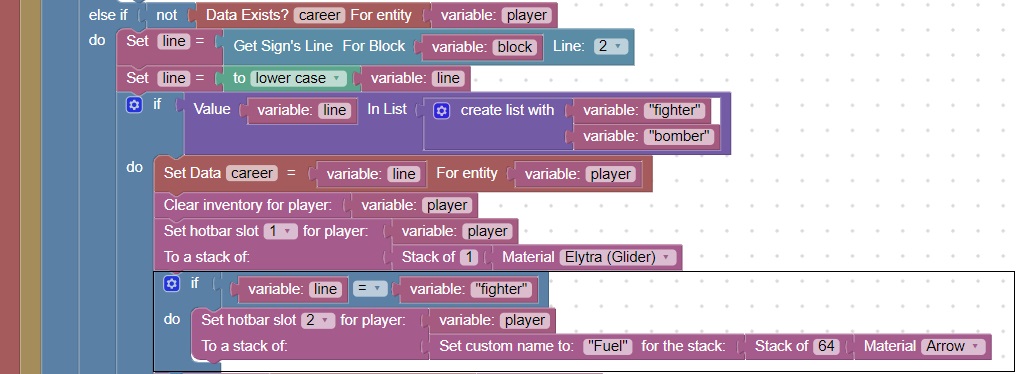 else if not Data Exists? career For entity variable: player
do Set line = Get Sign's Line For Block variable: block Line: 2
Set line = to lower case variable: line
if Value variable: line In List create list with variable: "fighter"
variable: "bomber"
do Set Data career = variable: line For entity variable: player
Clear inventory for player: variable: player
Set hotbar slot 1 for player: variable: player
To a stack of: Stack of 1 Material Elytra (Glider)
if variable: line = variable: "fighter"
do Set hotbar slot 2 for player: variable: player
To a stack of: Set custom name to: "Fuel" for the stack: Stack of 64 Material Arrow